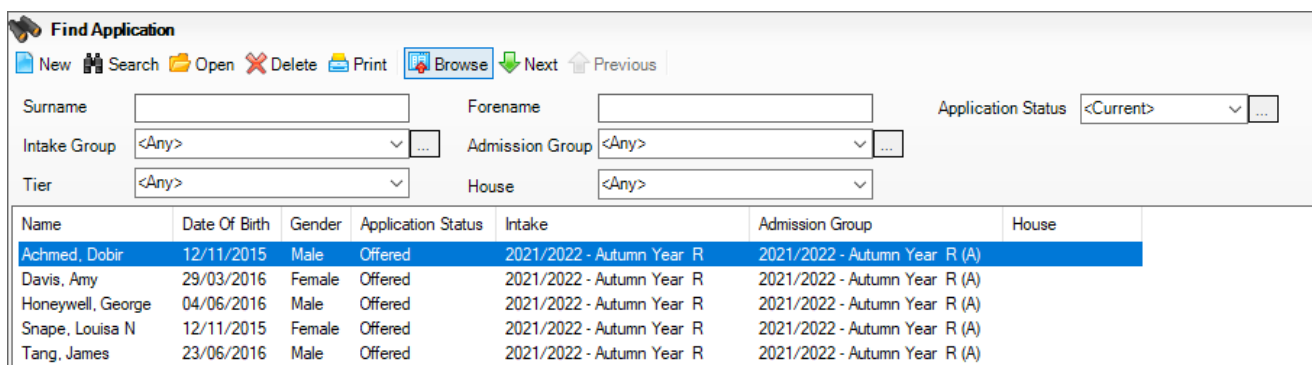 Find Application
New Search Open Delete Print Browse Next Previous
Surname Forename Application Status <Current> ...
Intake Group <Any> ... Admission Group <Any> ...
Tier <Any> House <Any>
Name Date Of Birth Gender Application Status Intake Admission Group House
Achmed, Dobir 12/11/2015 Male Offered 2021/2022 - Autumn Year R 2021/2022 - Autumn Year R (A)
Davis, Amy 29/03/2016 Female Offered 2021/2022 - Autumn Year R 2021/2022 - Autumn Year R (A)
Honeywell, George 04/06/2016 Male Offered 2021/2022 - Autumn Year R 2021/2022 - Autumn Year R (A)
Snape, Louisa N 12/11/2015 Female Offered 2021/2022 - Autumn Year R 2021/2022 - Autumn Year R (A)
Tang, James 23/06/2016 Male Offered 2021/2022 - Autumn Year R 2021/2022 - Autumn Year R (A)